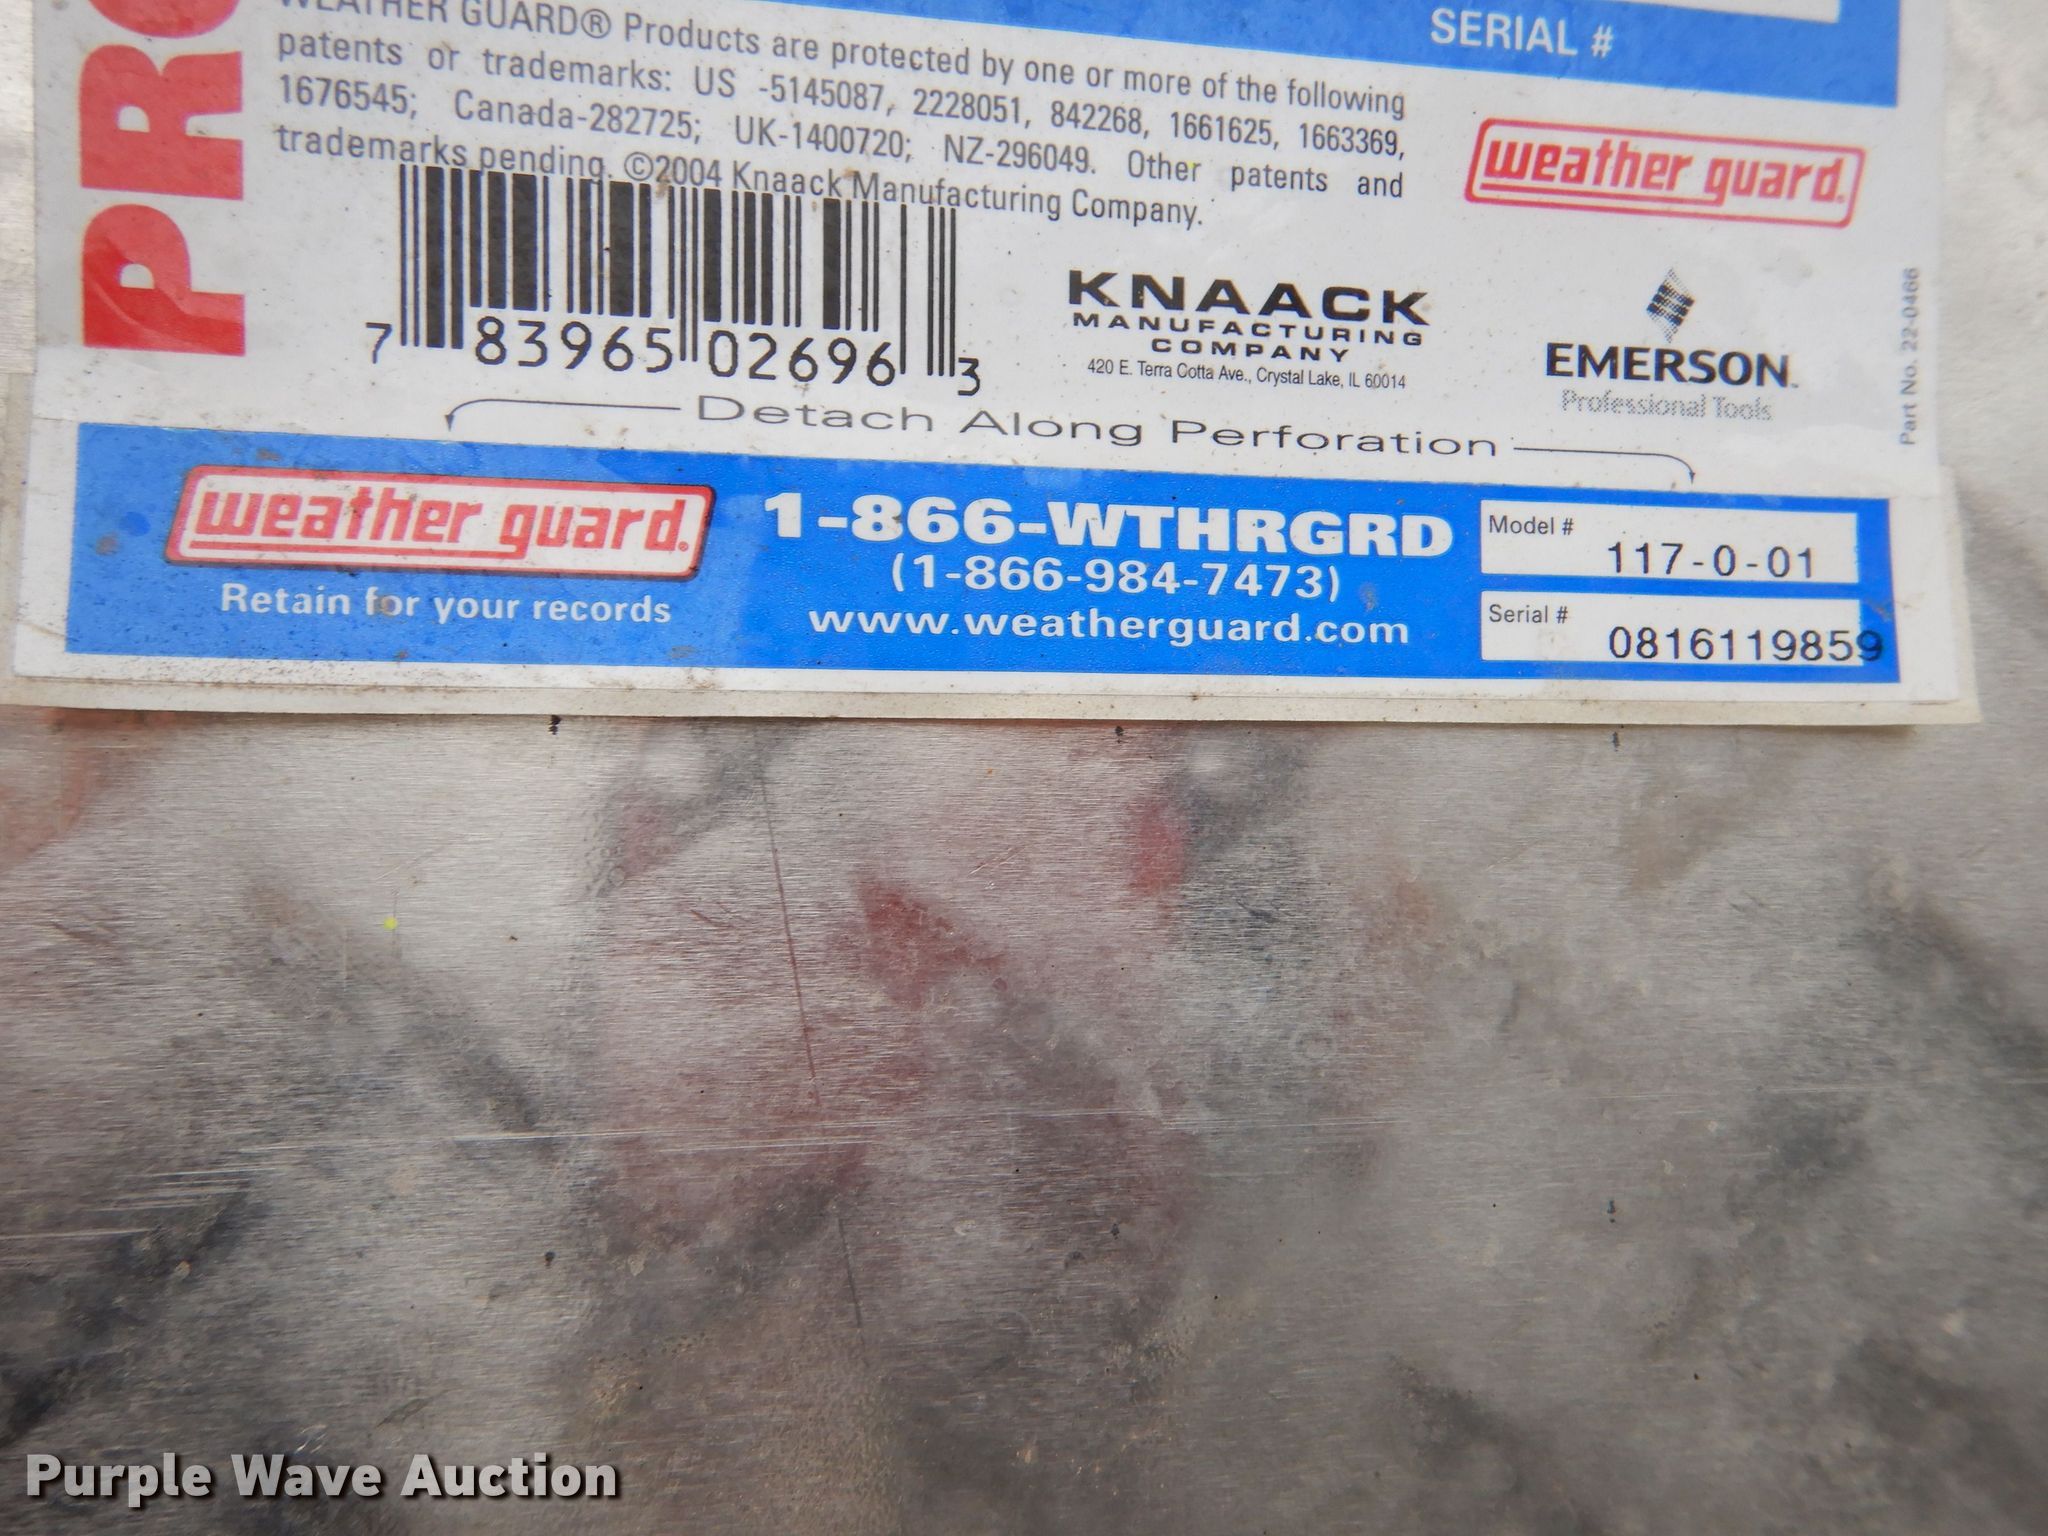 PRO
SERIAL #
WEATHER GUARD® Products are protected by one or more of the following
patents or trademarks: US -5145087, 2228051, 842268, 1661625, 1663369,
1676545; Canada-282725; UK-1400720; NZ-296049. Other patents and
trademarks pending. ©2004 Knaack Manufacturing Company.
weather guard.
7 83965 02696 3
KNAACK
MANUFACTURING
COMPANY
420 E. Terra Cotta Ave., Crystal Lake, IL 60014
EMERSON™
Professional Tools
Part No. 22-0466
Detach Along Perforation
weather guard®
Retain for your records
1-866-WTHRGRD
(1-866-984-7473)
www.weatherguard.com
Model #
117-0-01
Serial #
0816119859
Purple Wave Auction